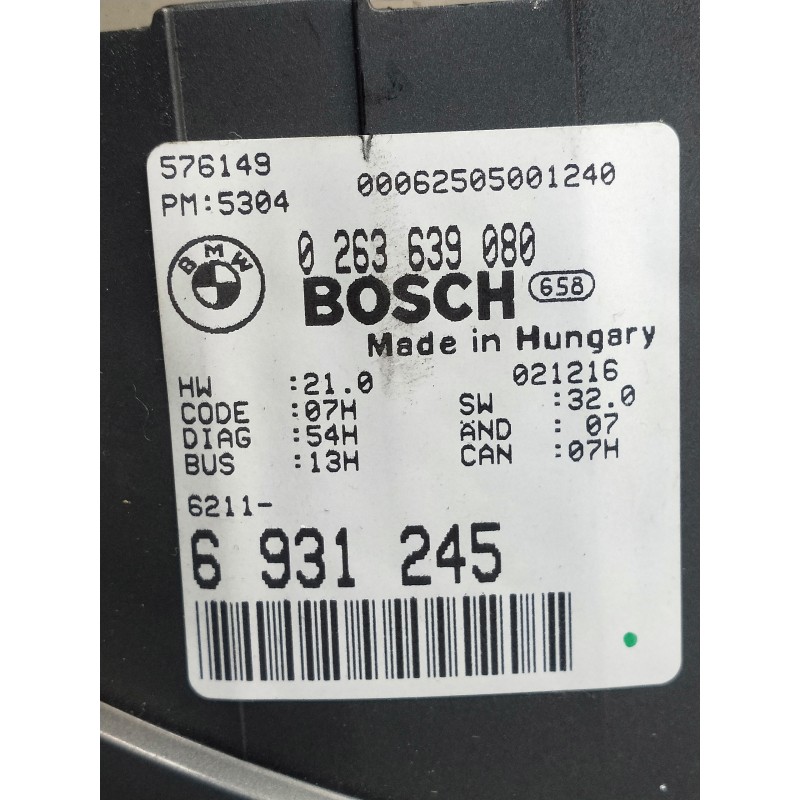 576149
PM:5304
00062505001240
BMW
0 263 639 080
BOSCH 658
Made in Hungary
021216
HW :21.0
CODE :07H
DIAG :54H
BUS :13H
SW :32.0
ÄND : 07
CAN :07H
6211-
6 931 245